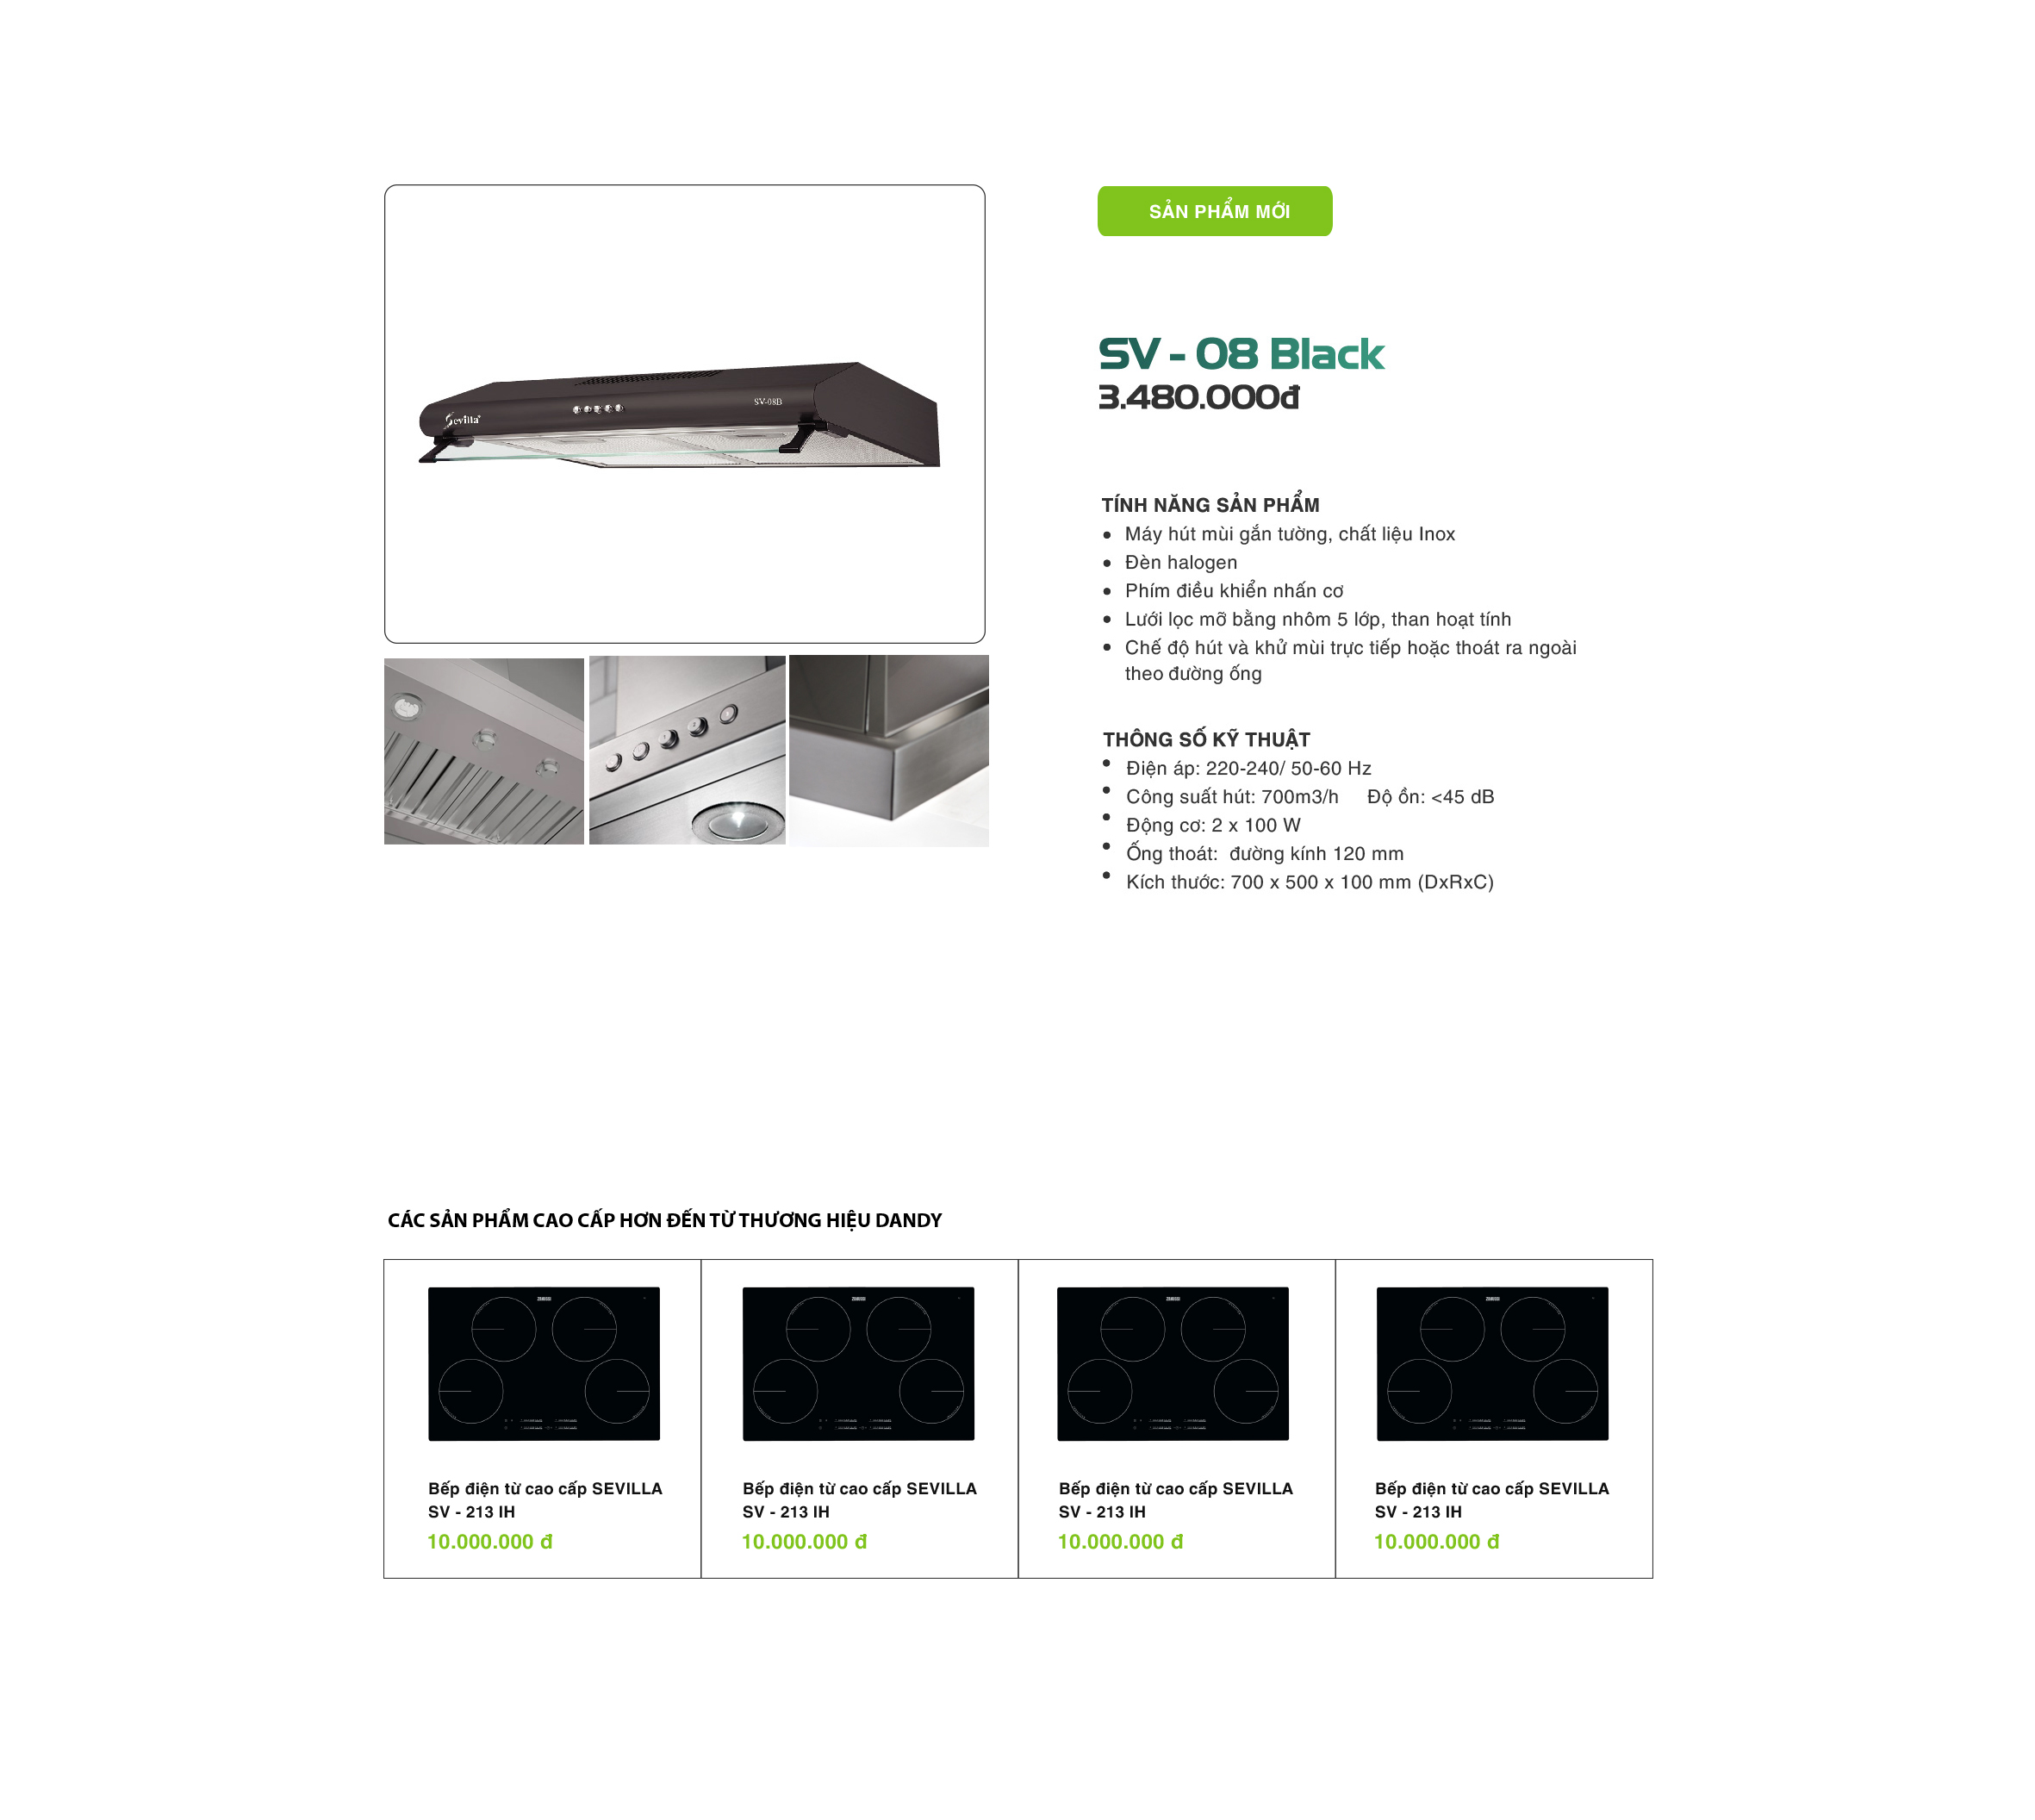 SẢN PHẨM MỚI
Sevilla
SV-08B
SV - 08 Black
3.480.000đ
TÍNH NĂNG SẢN PHẨM
Máy hút mùi gắn tường, chất liệu Inox
Đèn halogen
Phím điều khiển nhấn cơ
Lưới lọc mỡ bằng nhôm 5 lớp, than hoạt tính
Chế độ hút và khử mùi trực tiếp hoặc thoát ra ngoài
theo đường ống
THÔNG SỐ KỸ THUẬT
Điện áp: 220-240/ 50-60 Hz
Công suất hút: 700m3/h Độ ồn: <45 dB
Động cơ: 2 x 100 W
Ống thoát: đường kính 120 mm
Kích thước: 700 x 500 x 100 mm (DxRxC)
CÁC SẢN PHẨM CAO CẤP HƠN ĐẾN TỪ THƯƠNG HIỆU DANDY
Bếp điện từ cao cấp SEVILLA
SV - 213 IH
10.000.000 đ
Bếp điện từ cao cấp SEVILLA
SV - 213 IH
10.000.000 đ
Bếp điện từ cao cấp SEVILLA
SV - 213 IH
10.000.000 đ
Bếp điện từ cao cấp SEVILLA
SV - 213 IH
10.000.000 đ